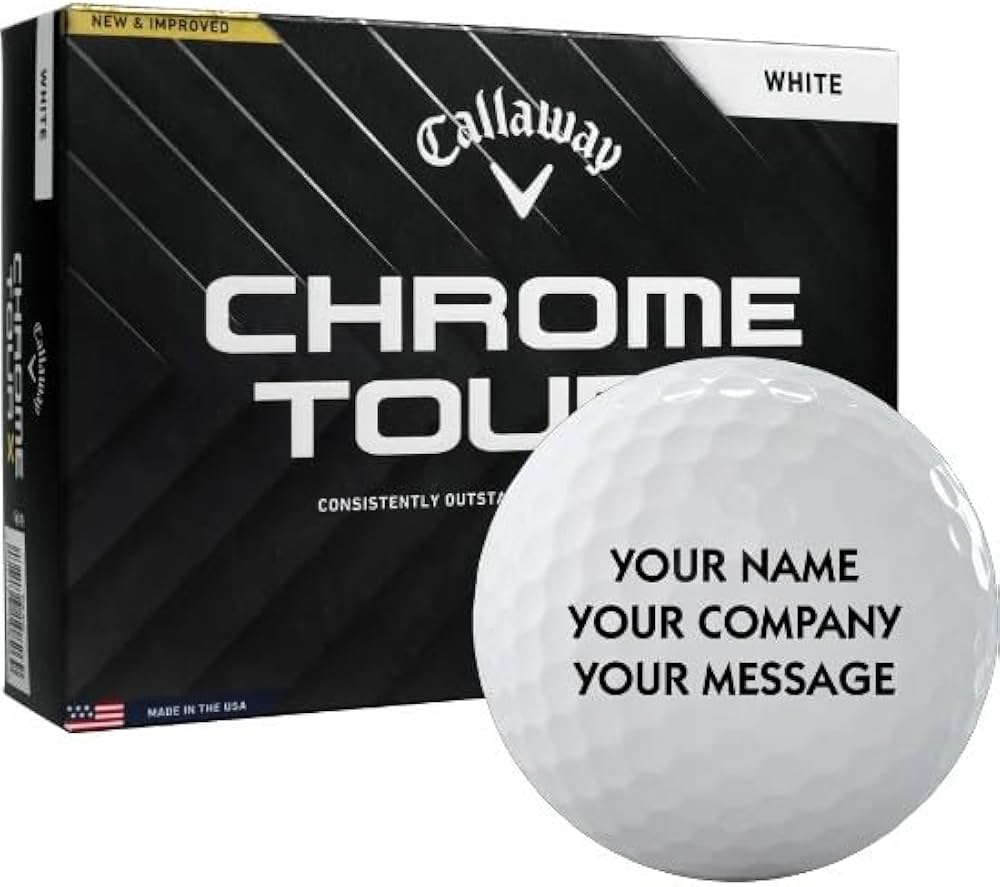 NEW & IMPROVED
WHITE
WHITE
Callaway
CHROME
TOUR
CONSISTENTLY OUTSTA
Callaway
CHROME
TOUR X
MADE IN THE USA
YOUR NAME
YOUR COMPANY
YOUR MESSAGE